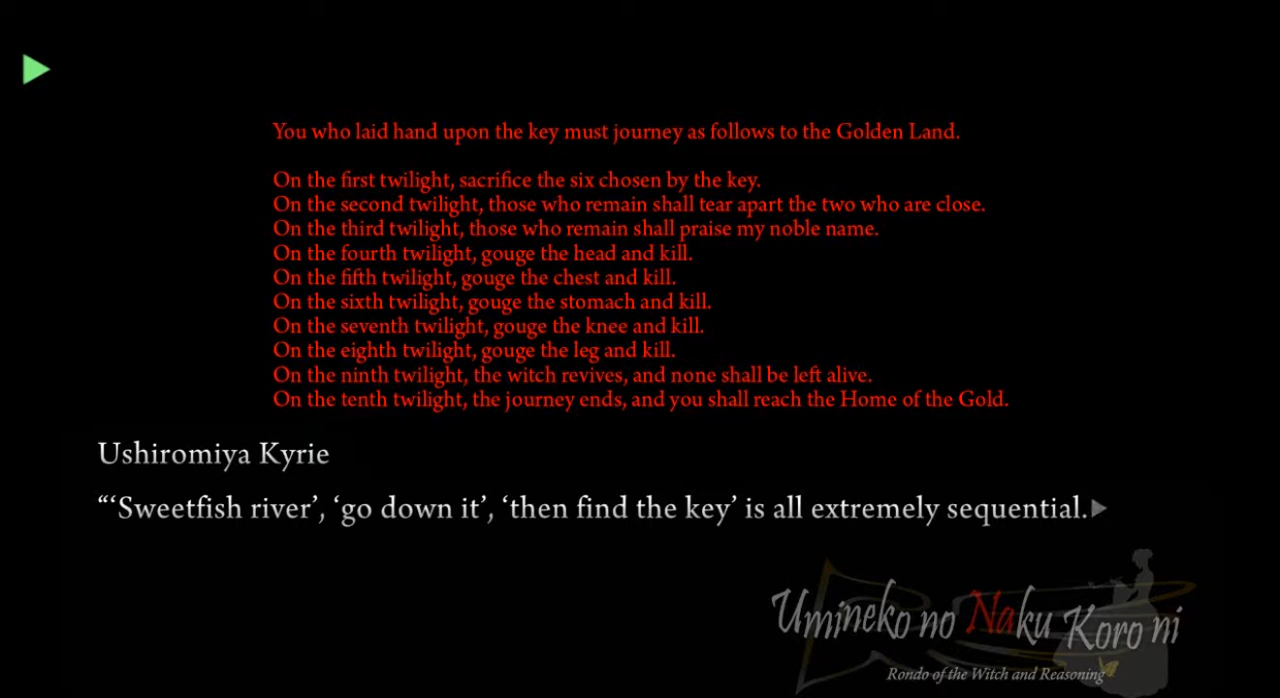 You who laid hand upon the key must journey as follows to the Golden Land.
On the first twilight, sacrifice the six chosen by the key.
On the second twilight, those who remain shall tear apart the two who are close.
On the third twilight, those who remain shall praise my noble name.
On the fourth twilight, gouge the head and kill.
On the fifth twilight, gouge the chest and kill.
On the sixth twilight, gouge the stomach and kill.
On the seventh twilight, gouge the knee and kill.
On the eighth twilight, gouge the leg and kill.
On the ninth twilight, the witch revives, and none shall be left alive.
On the tenth twilight, the journey ends, and you shall reach the Home of the Gold.
Ushiromiya Kyrie
“‘Sweetfish river’, ‘go down it’, ‘then find the key’ is all extremely sequential.
Umineko no Naku Koro ni
Rondo of the Witch and Reasoning